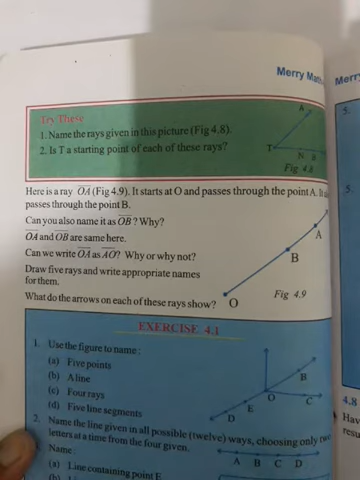 Merry Math
Merry
Try These
1. Name the rays given in this picture (Fig 4.8).
2. Is T a starting point of each of these rays?
A
T
N
B
Fig 4.8
Here is a ray OA (Fig 4.9). It starts at O and passes through the point A. It
passes through the point B.
Can you also name it as OB? Why?
OA and OB are same here.
Can we write OA as AO? Why or why not?
Draw five rays and write appropriate names
for them.
What do the arrows on each of these rays show?
A
B
O
Fig 4.9
EXERCISE 4.1
1. Use the figure to name :
(a) Five points
(b) A line
(c) Four rays
(d) Five line segments
B
O
C
E
D
2. Name the line given in all possible (twelve) ways, choosing only two
letters at a time from the four given.
A B C D
Name :
(a) Line containing point E.
5.
5.
4.8
Hav
resu